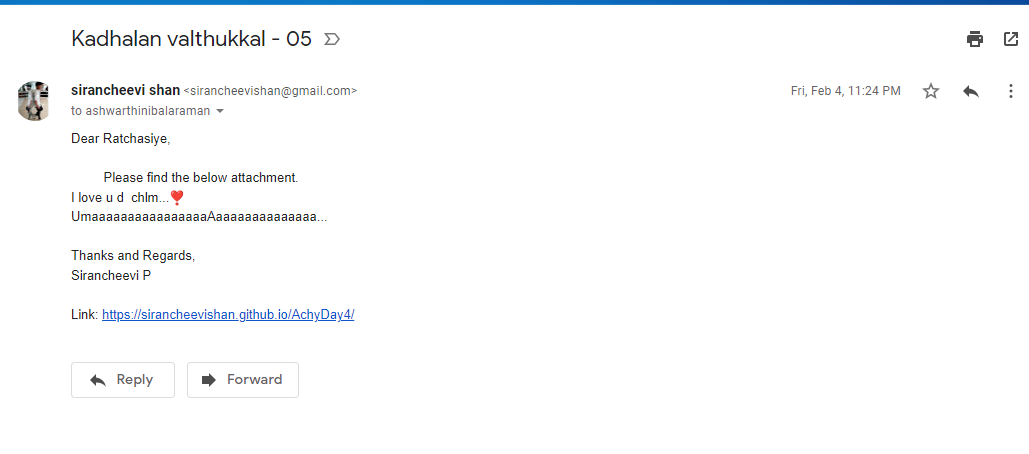 Kadhalan valthukkal - 05
sirancheevi shan <sirancheevishan@gmail.com>
Fri, Feb 4, 11:24 PM
to ashwarthinibalaraman
Dear Ratchasiye,
Please find the below attachment.
I love u d  chlm...❣️
UmaaaaaaaaaaaaaaaaAaaaaaaaaaaaaaa...
Thanks and Regards,
Sirancheevi P
Link: https://sirancheevishan.github.io/AchyDay4/
Reply
Forward